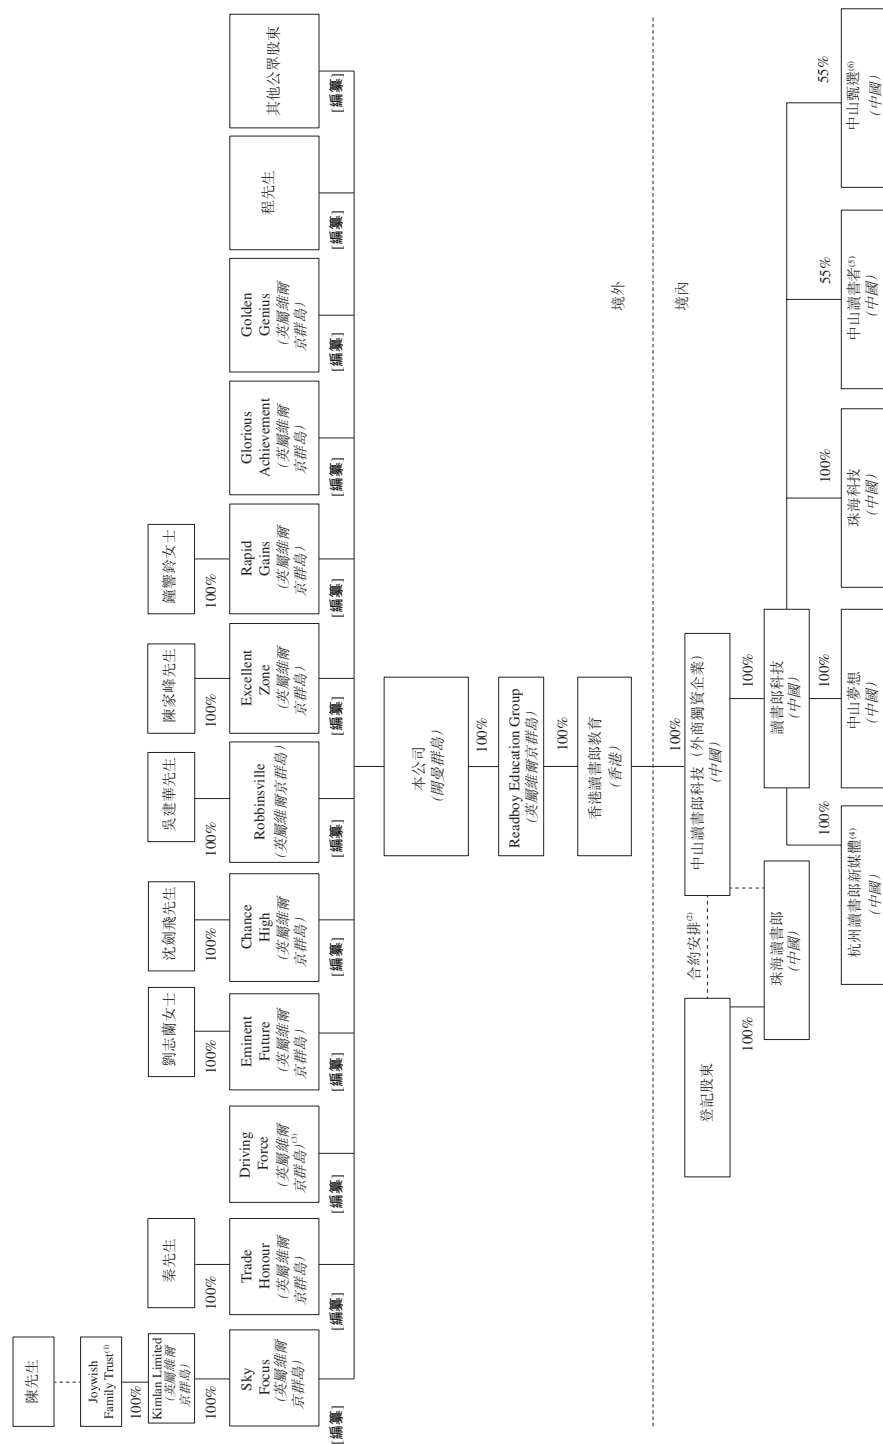 陳先生
Joywish
Family Trust⁽¹⁾
100%
Kimlan Limited
(英屬維爾
京群島)
100%
Sky
Focus
(英屬維爾
京群島)
[編纂]
秦先生
100%
Trade
Honour
(英屬維爾
京群島)
[編纂]
Driving
Force
(英屬維爾
京群島)⁽³⁾
[編纂]
劉志蘭女士
100%
Eminent
Future
(英屬維爾
京群島)
[編纂]
沈劍飛先生
100%
Chance
High
(英屬維爾
京群島)
[編纂]
吳建華先生
100%
Robbinsville
(英屬維爾京群島)
[編纂]
陳家峰先生
100%
Excellent
Zone
(英屬維爾
京群島)
[編纂]
鐘響鈴女士
100%
Rapid
Gains
(英屬維爾
京群島)
[編纂]
Glorious
Achievement
(英屬維爾
京群島)
[編纂]
Golden
Genius
(英屬維爾
京群島)
[編纂]
程先生
[編纂]
其他公眾股東
[編纂]
本公司
(開曼群島)
100%
Readboy Education Group
(英屬維爾京群島)
100%
香港讀書郎教育
(香港)
境外
境內
100%
登記股東
合約安排⁽²⁾
中山讀書郎科技(外商獨資企業)
(中國)
100%
100%
珠海讀書郎
(中國)
讀書郎科技
(中國)
100%
100%
100%
55%
55%
杭州讀書郎新媒體⁽⁴⁾
(中國)
中山夢想
(中國)
珠海科技
(中國)
中山讀書者⁽⁵⁾
(中國)
中山甄選⁽⁶⁾
(中國)